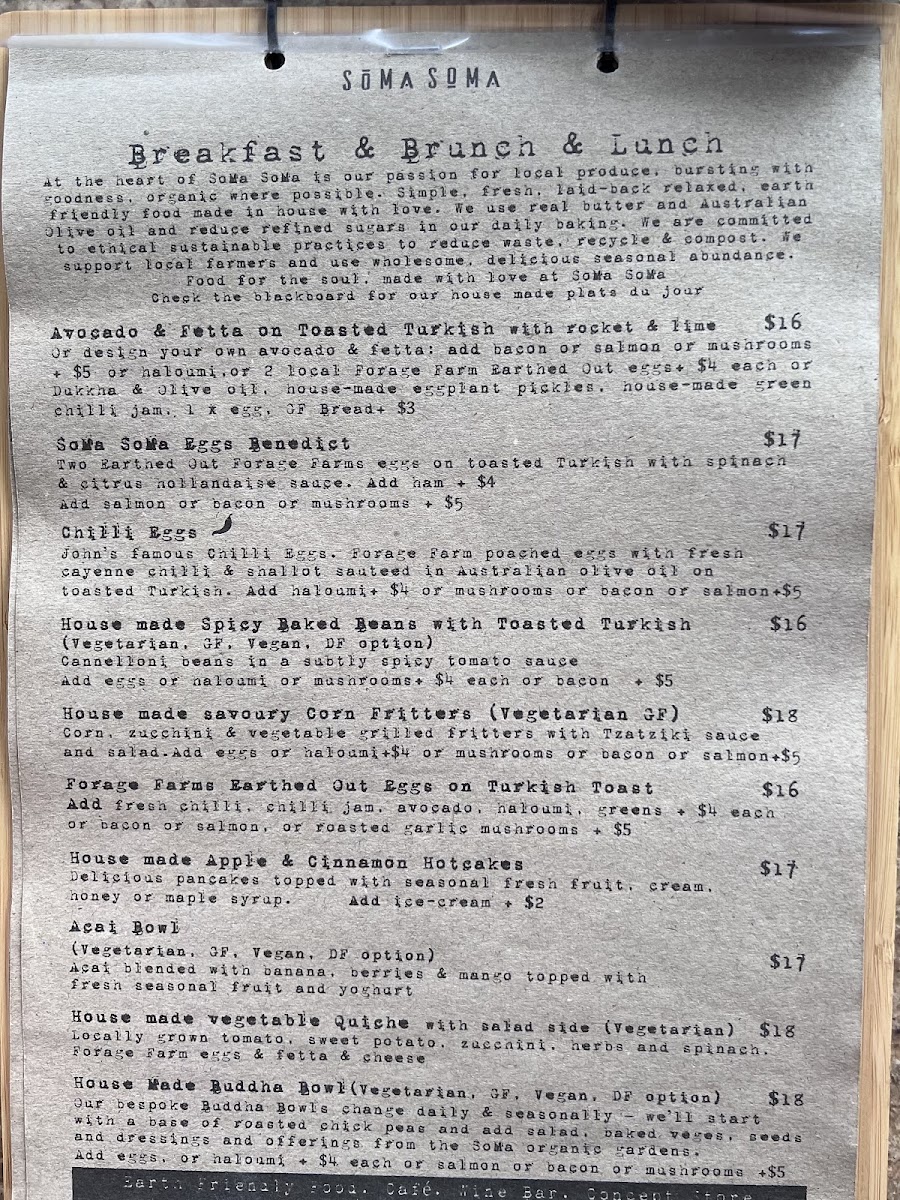 SŌMA SOMA
Breakfast & Brunch & Lunch
At the heart of SoMa SoMa is our passion for local produce, bursting with
goodness, organic where possible. Simple, fresh, laid-back relaxed, earth
friendly food made in house with love. We use real butter and Australian
Olive oil and reduce refined sugars in our daily baking. We are committed
to ethical sustainable practices to reduce waste, recycle & compost. We
support local farmers and use wholesome, delicious seasonal abundance.
Food for the soul, made with love at SoMa SoMa
Check the blackboard for our house made plats du jour
Avocado & Fetta on Toasted Turkish with rocket & lime $16
Or design your own avocado & fetta: add bacon or salmon or mushrooms
+ $5 or haloumi,or 2 local Forage Farm Earthed Out eggs+ $4 each or
Dukkha & Olive oil, house-made eggplant pickles, house-made green
chilli jam, 1 x egg, GF Bread+ $3
SoMa SoMa Eggs Benedict $17
Two Earthed Out Forage Farms eggs on toasted Turkish with spinach
& citrus hollandaise sauce. Add ham + $4
Add salmon or bacon or mushrooms + $5
Chilli Eggs $17
John's famous Chilli Eggs. Forage Farm poached eggs with fresh
cayenne chilli & shallot sauteed in Australian olive oil on
toasted Turkish. Add haloumi+ $4 or mushrooms or bacon or salmon+$5
House made Spicy Baked Beans with Toasted Turkish $16
(Vegetarian, GF, Vegan, DF option)
Cannelloni beans in a subtly spicy tomato sauce
Add eggs or haloumi or mushrooms+ $4 each or bacon + $5
House made savoury Corn Fritters (Vegetarian GF) $18
Corn, zucchini & vegetable grilled fritters with Tzatziki sauce
and salad.Add eggs or haloumi+$4 or mushrooms or bacon or salmon+$5
Forage Farms Earthed Out Eggs on Turkish Toast $16
Add fresh chilli, chilli jam, avocado, haloumi, greens + $4 each
or bacon or salmon, or roasted garlic mushrooms + $5
House made Apple & Cinnamon Hotcakes $17
Delicious pancakes topped with seasonal fresh fruit, cream,
honey or maple syrup. Add ice-cream + $2
Açai Bowl
(Vegetarian, GF, Vegan, DF option) $17
Açai blended with banana, berries & mango topped with
fresh seasonal fruit and yoghurt
House made vegetable Quiche with salad side (Vegetarian) $18
Locally grown tomato, sweet potato, zucchini, herbs and spinach,
Forage Farm eggs & fetta & cheese
House Made Buddha Bowl(Vegetarian, GF, Vegan, DF option) $18
Our bespoke Buddha Bowls change daily & seasonally – we'll start
with a base of roasted chick peas and add salad, baked veges, seeds
and dressings and offerings from the SoMa organic gardens.
Add eggs, or haloumi + $4 each or salmon or bacon or mushrooms +$5
Earth Friendly Food. Café. Wine Bar. Concept Store